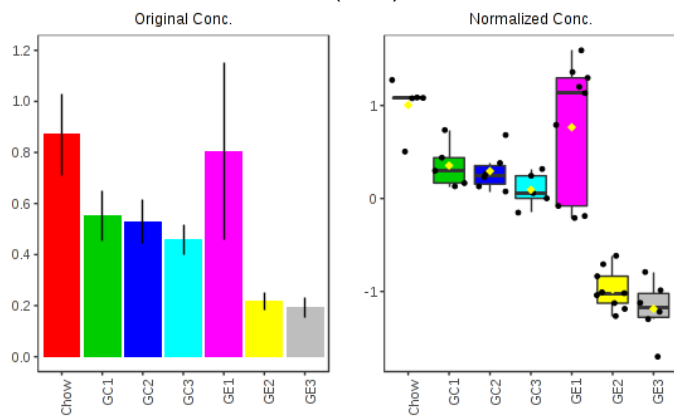 Original Conc.
Normalized Conc.
1.2
1.0
0.8
0.6
0.4
0.2
0.0
Chow
GC1
GC2
GC3
GE1
GE2
GE3
1
0
-1
Chow
GC1
GC2
GC3
GE1
GE2
GE3